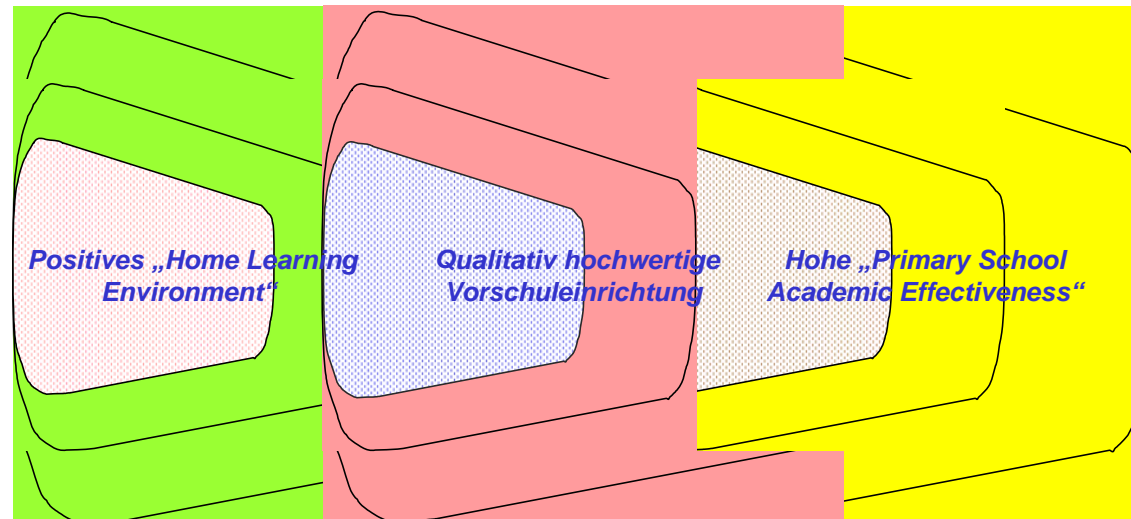 Positives „Home Learning
Environment“
Qualitativ hochwertige
Vorschuleinrichtung
Hohe „Primary School
Academic Effectiveness“